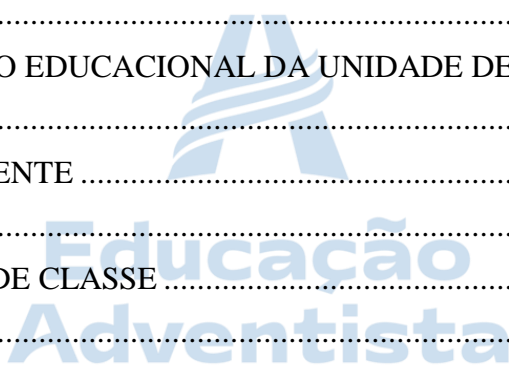 ................................................................
O EDUCACIONAL DA UNIDADE DE
................................................................
ENTE ................................................
................................................................
DE CLASSE ................................
................................................................
Educação
Adventista